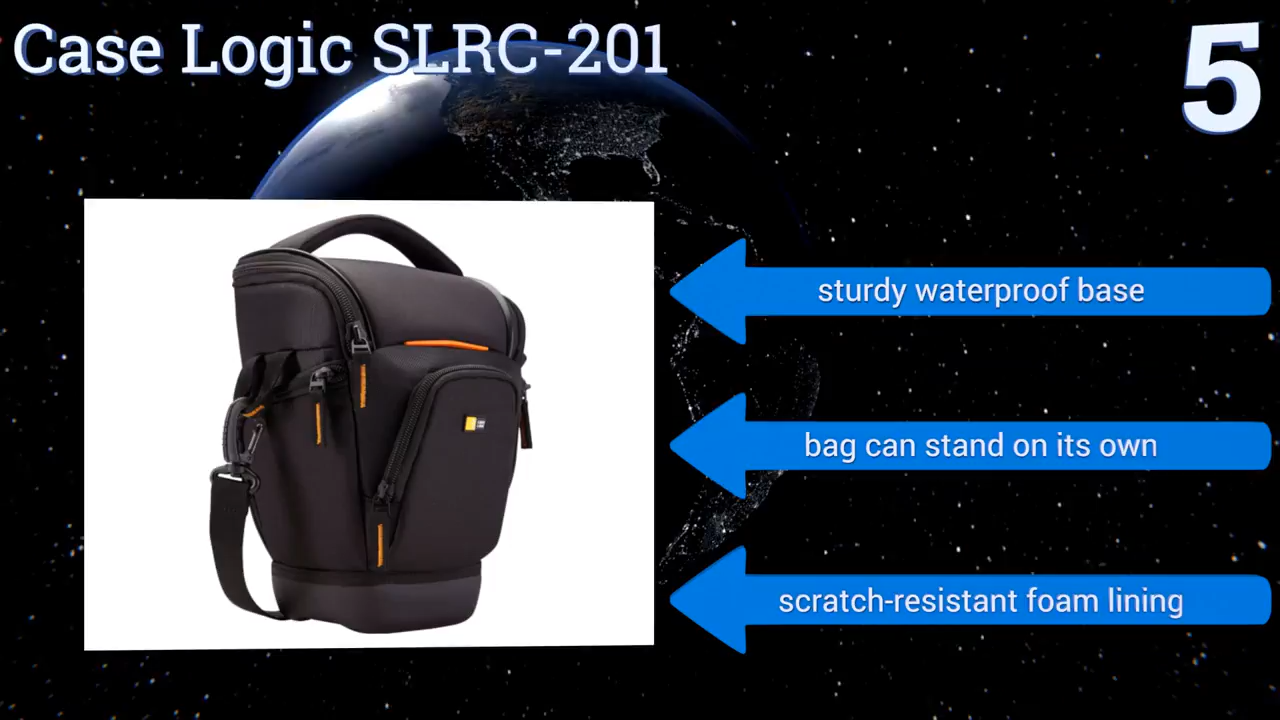 Case Logic SLRC-201
5
sturdy waterproof base
bag can stand on its own
scratch-resistant foam lining